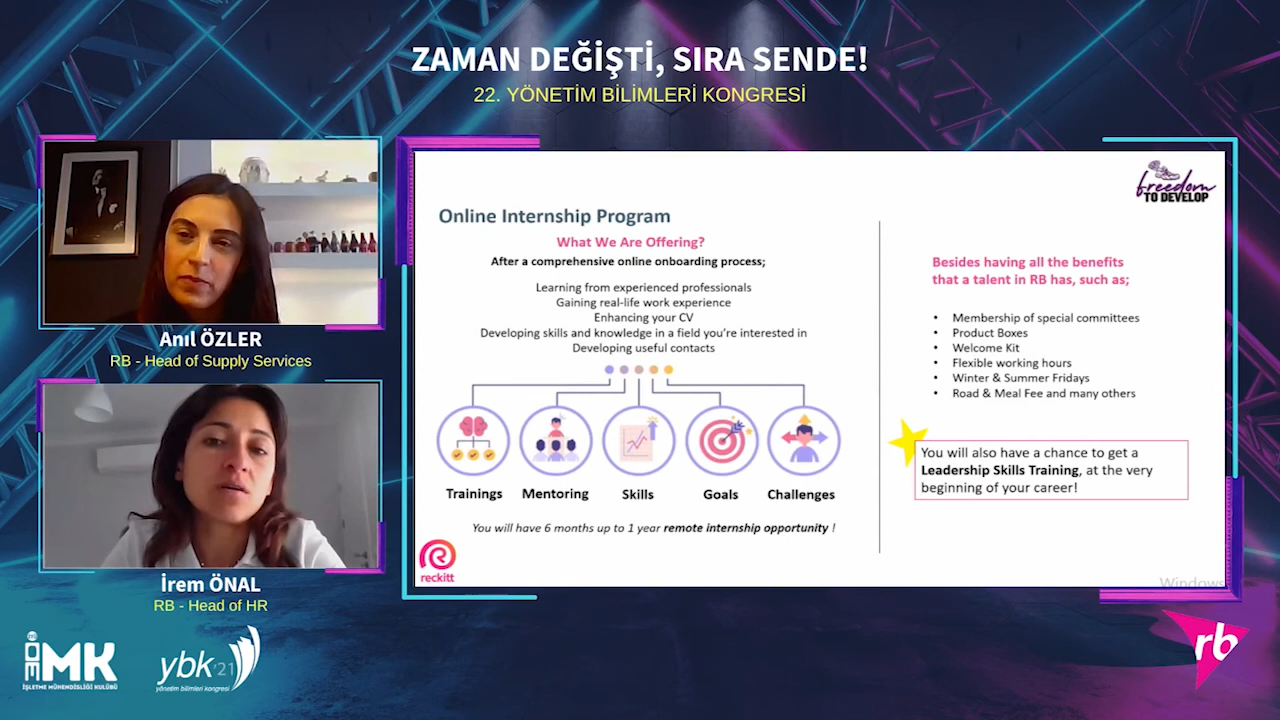 ZAMAN DEĞİŞTİ, SIRA SENDE!
22. YÖNETİM BİLİMLERİ KONGRESİ
Anıl ÖZLER
RB - Head of Supply Services
İrem ÖNAL
RB - Head of HR
freedom
TO DEVELOP
Online Internship Program
What We Are Offering?
After a comprehensive online onboarding process;
Learning from experienced professionals
Gaining real-life work experience
Enhancing your CV
Developing skills and knowledge in a field you're interested in
Developing useful contacts
Trainings Mentoring Skills Goals Challenges
You will have 6 months up to 1 year remote internship opportunity !
reckitt
Besides having all the benefits
that a talent in RB has, such as;
• Membership of special committees
• Product Boxes
• Welcome Kit
• Flexible working hours
• Winter & Summer Fridays
• Road & Meal Fee and many others
You will also have a chance to get a
Leadership Skills Training, at the very
beginning of your career!
Windows
MK
İŞLETME MÜHENDİSLİĞİ KULÜBÜ
ybk'21
yönetim bilimleri kongresi
rb